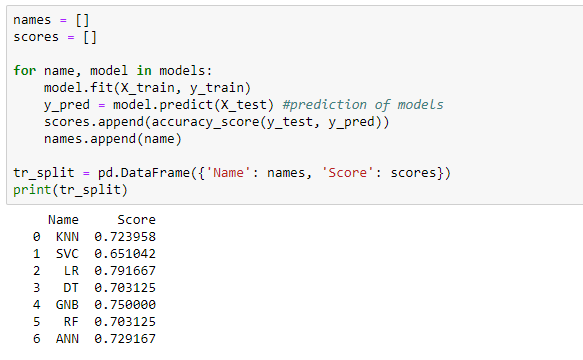 names = []
scores = []
for name, model in models:
    model.fit(X_train, y_train)
    y_pred = model.predict(X_test) #prediction of models
    scores.append(accuracy_score(y_test, y_pred))
    names.append(name)
tr_split = pd.DataFrame({'Name': names, 'Score': scores})
print(tr_split)
  Name     Score
0  KNN  0.723958
1  SVC  0.651042
2   LR  0.791667
3   DT  0.703125
4  GNB  0.750000
5   RF  0.703125
6  ANN  0.729167